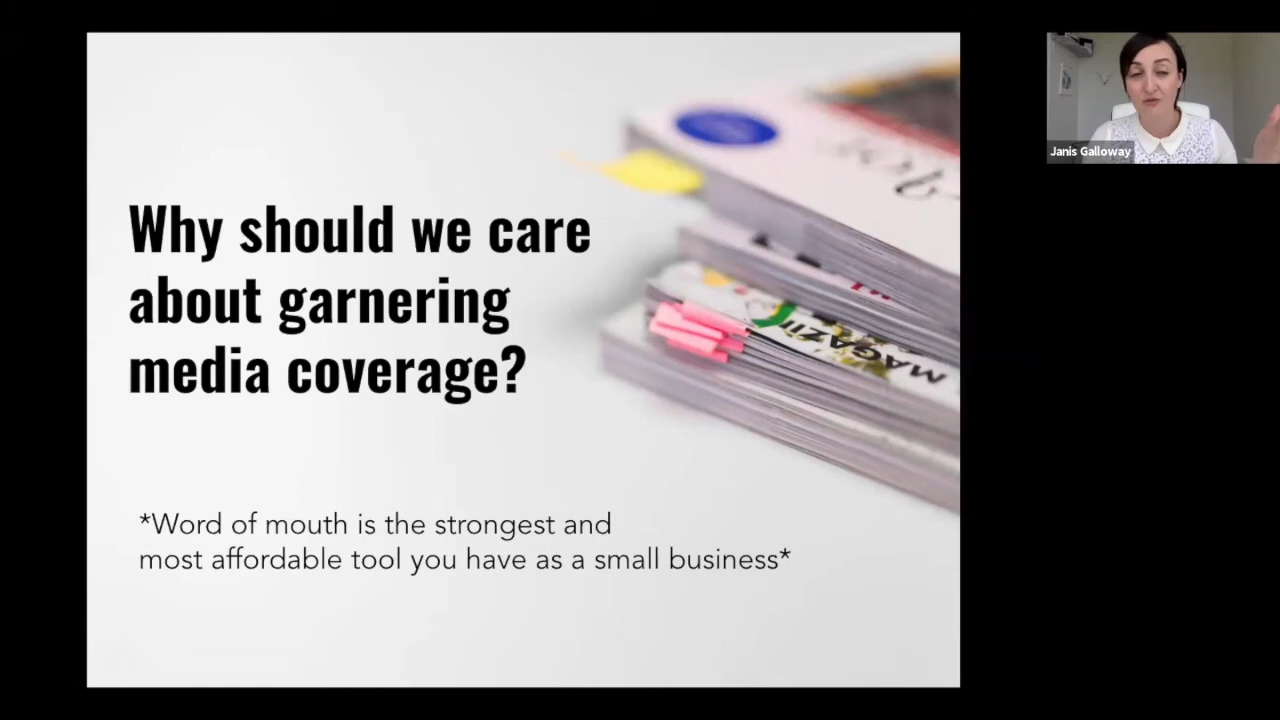 Why should we care
about garnering
media coverage?
*Word of mouth is the strongest and
most affordable tool you have as a small business*
MAGAZIN
Janis Galloway